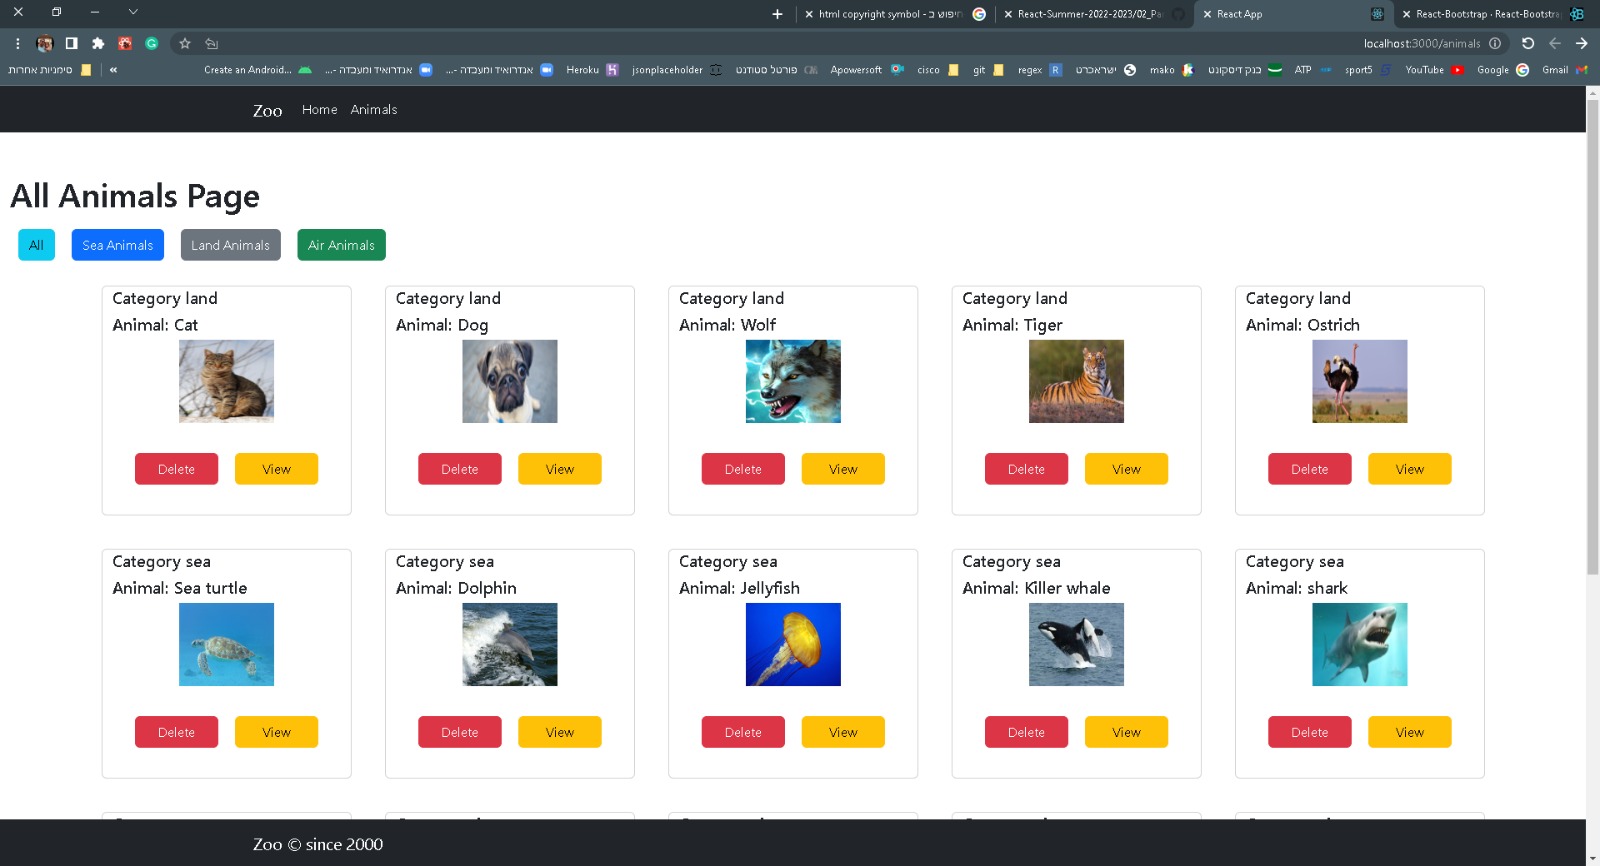 html copyright symbol - חיפוש ב
React-Summer-2022-2023/02_Pa
React App
React-Bootstrap · React-Bootstra
localhost:3000/animals
סימניות אחרות
»
Create an Android...
אנדרואיד ומעבדה -...
אנדרואיד ומעבדה -...
Heroku
jsonplaceholder
פורטל סטודנט
Apowersoft
cisco
git
regex
ישראכרט
mako
בנק דיסקונט
ATP
sport5
YouTube
Google
Gmail
Zoo Home Animals
All Animals Page
All Sea Animals Land Animals Air Animals
Category land
Animal: Cat
Delete View
Category land
Animal: Dog
Delete View
Category land
Animal: Wolf
Delete View
Category land
Animal: Tiger
Delete View
Category land
Animal: Ostrich
Delete View
Category sea
Animal: Sea turtle
Delete View
Category sea
Animal: Dolphin
Delete View
Category sea
Animal: Jellyfish
Delete View
Category sea
Animal: Killer whale
Delete View
Category sea
Animal: shark
Delete View
Zoo © since 2000